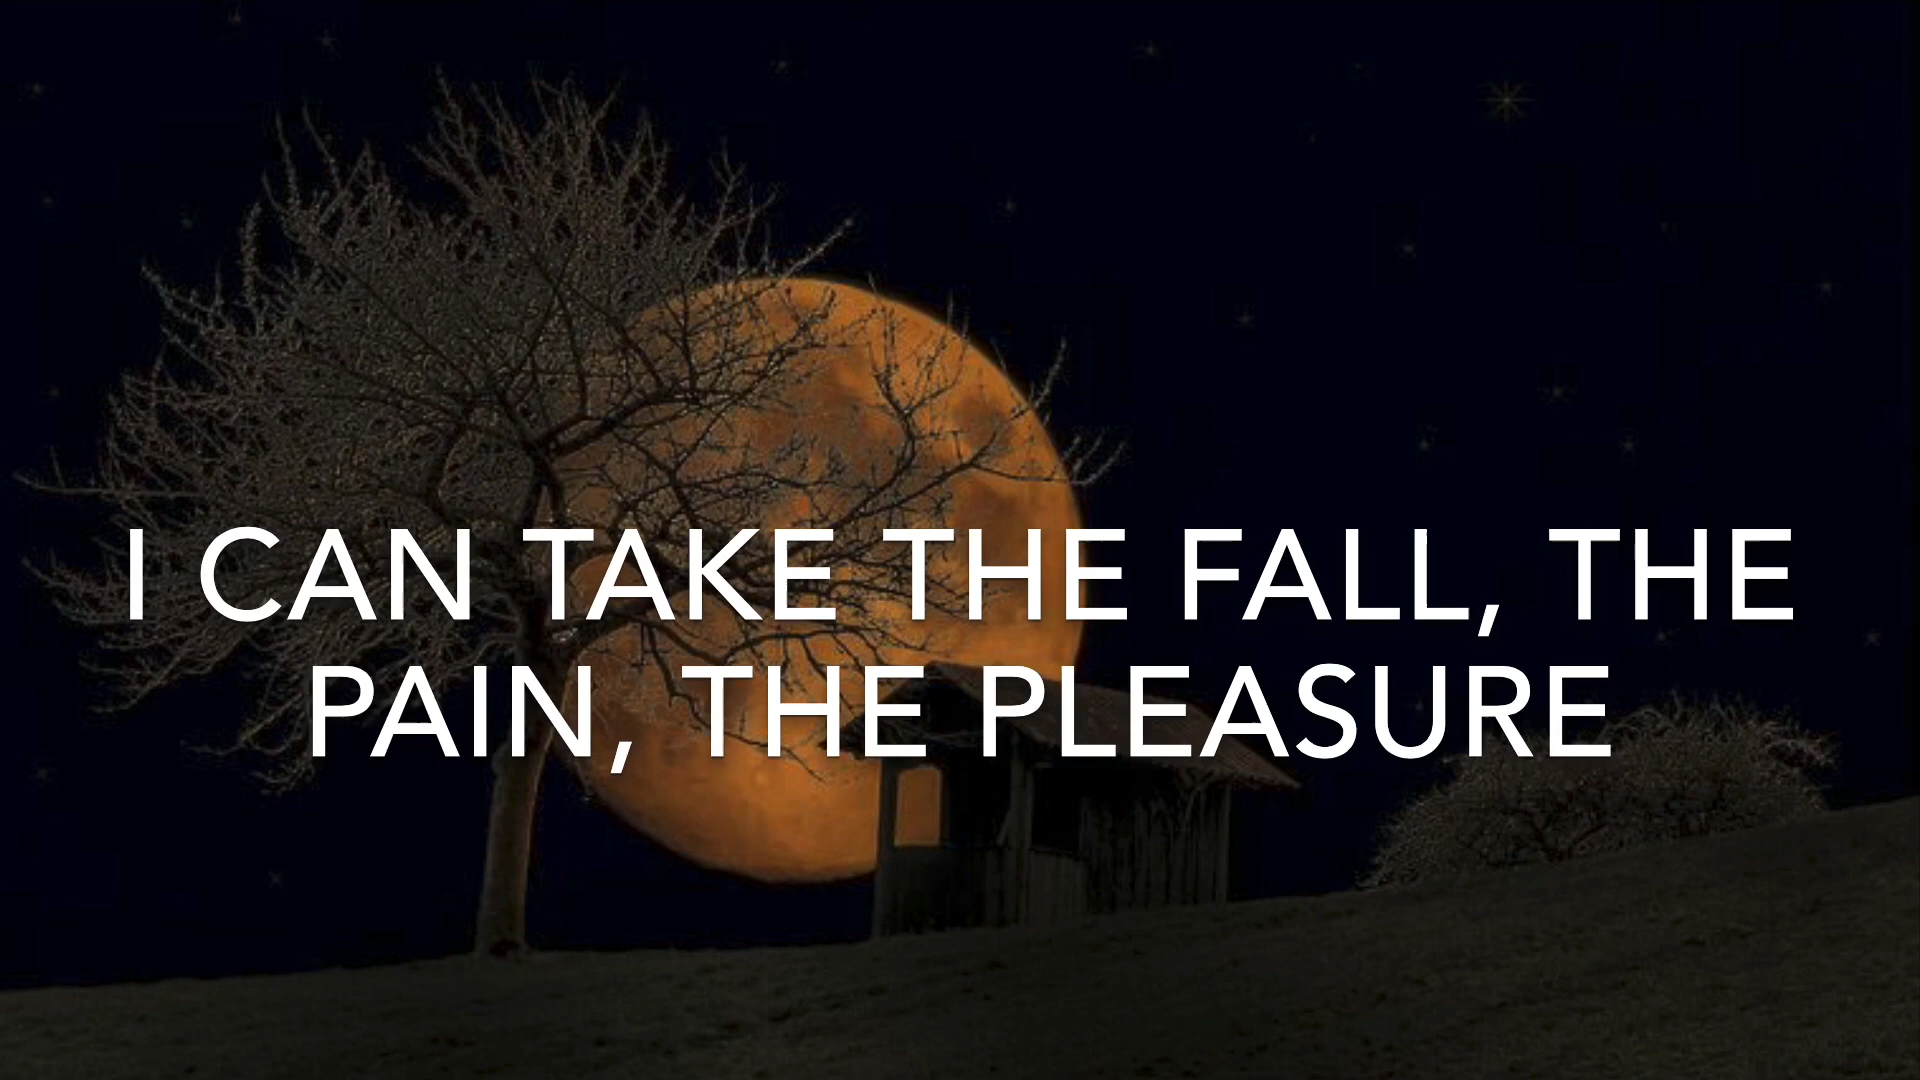 I CAN TAKE THE FALL, THE
PAIN, THE PLEASURE